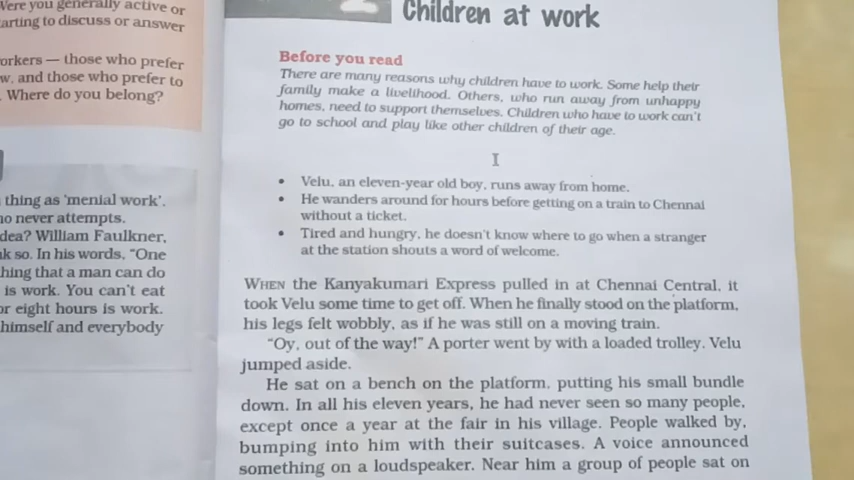 Were you generally active or
arting to discuss or answer
orkers — those who prefer
w, and those who prefer to
. Where do you belong?
thing as 'menial work'.
no never attempts.
dea? William Faulkner,
k so. In his words, "One
hing that a man can do
is work. You can't eat
or eight hours is work.
himself and everybody
Children at work
Before you read
There are many reasons why children have to work. Some help their
family make a livelihood. Others, who run away from unhappy
homes, need to support themselves. Children who have to work can't
go to school and play like other children of their age.
I
• Velu, an eleven-year old boy, runs away from home.
• He wanders around for hours before getting on a train to Chennai
without a ticket.
• Tired and hungry, he doesn't know where to go when a stranger
at the station shouts a word of welcome.
WHEN the Kanyakumari Express pulled in at Chennai Central, it
took Velu some time to get off. When he finally stood on the platform,
his legs felt wobbly, as if he was still on a moving train.
"Oy, out of the way!" A porter went by with a loaded trolley. Velu
jumped aside.
He sat on a bench on the platform, putting his small bundle
down. In all his eleven years, he had never seen so many people,
except once a year at the fair in his village. People walked by,
bumping into him with their suitcases. A voice announced
something on a loudspeaker. Near him a group of people sat on